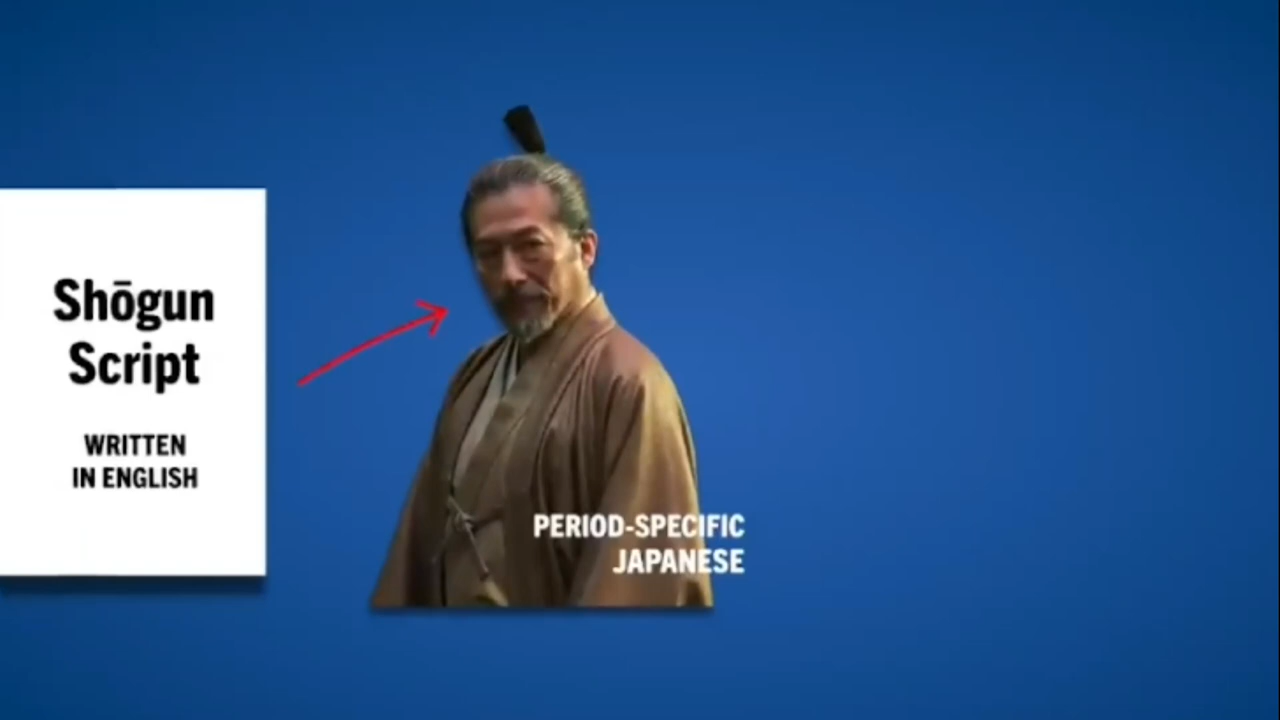 Shōgun
Script
WRITTEN
IN ENGLISH
PERIOD-SPECIFIC
JAPANESE